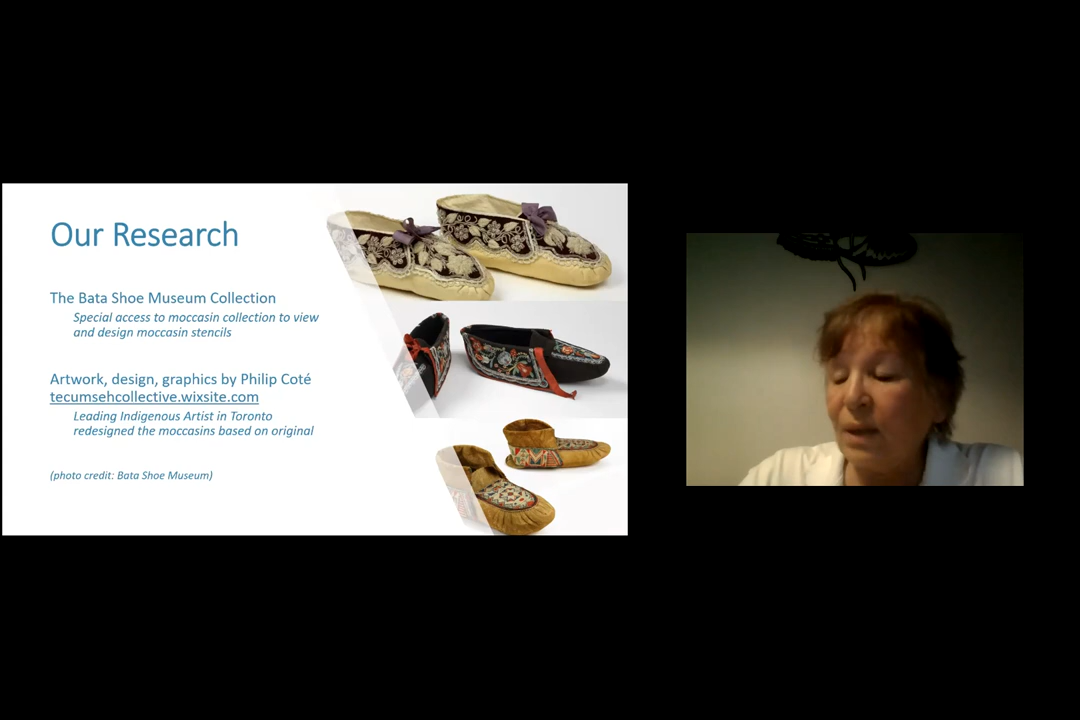 Our Research
The Bata Shoe Museum Collection
Special access to moccasin collection to view
and design moccasin stencils
Artwork, design, graphics by Philip Coté
tecumsehcollective.wixsite.com
Leading Indigenous Artist in Toronto
redesigned the moccasins based on original
(photo credit: Bata Shoe Museum)